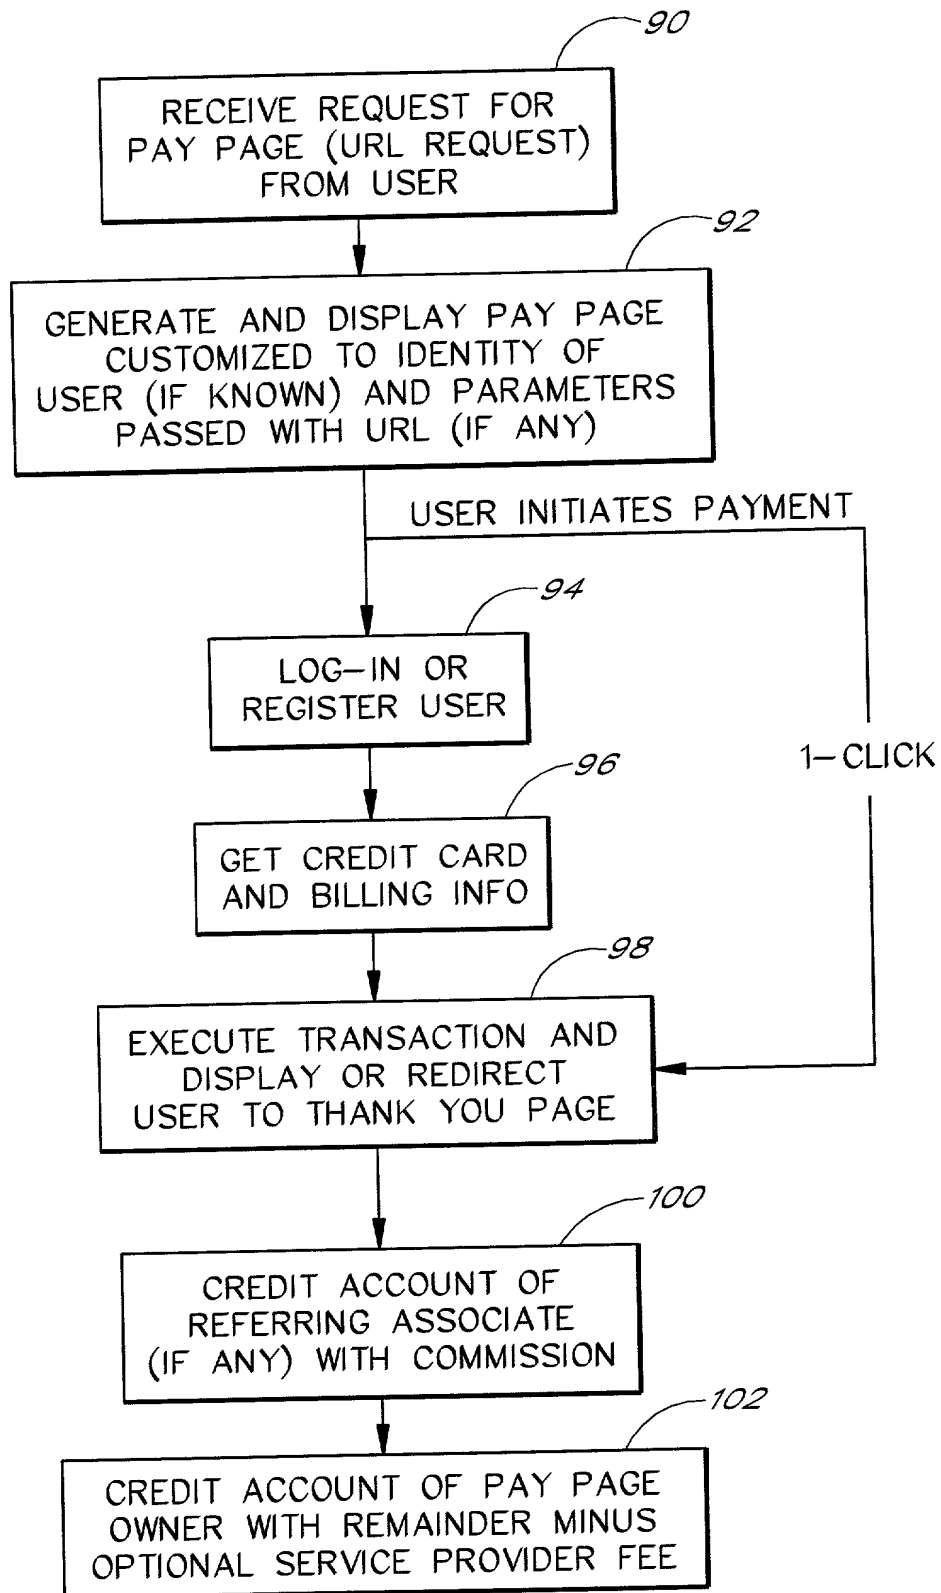 90
RECEIVE REQUEST FOR
PAY PAGE (URL REQUEST)
FROM USER
92
GENERATE AND DISPLAY PAY PAGE
CUSTOMIZED TO IDENTITY OF
USER (IF KNOWN) AND PARAMETERS
PASSED WITH URL (IF ANY)
USER INITIATES PAYMENT
94
LOG-IN OR
REGISTER USER
1-CLICK
96
GET CREDIT CARD
AND BILLING INFO
98
EXECUTE TRANSACTION AND
DISPLAY OR REDIRECT
USER TO THANK YOU PAGE
100
CREDIT ACCOUNT OF
REFERRING ASSOCIATE
(IF ANY) WITH COMMISSION
102
CREDIT ACCOUNT OF PAY PAGE
OWNER WITH REMAINDER MINUS
OPTIONAL SERVICE PROVIDER FEE